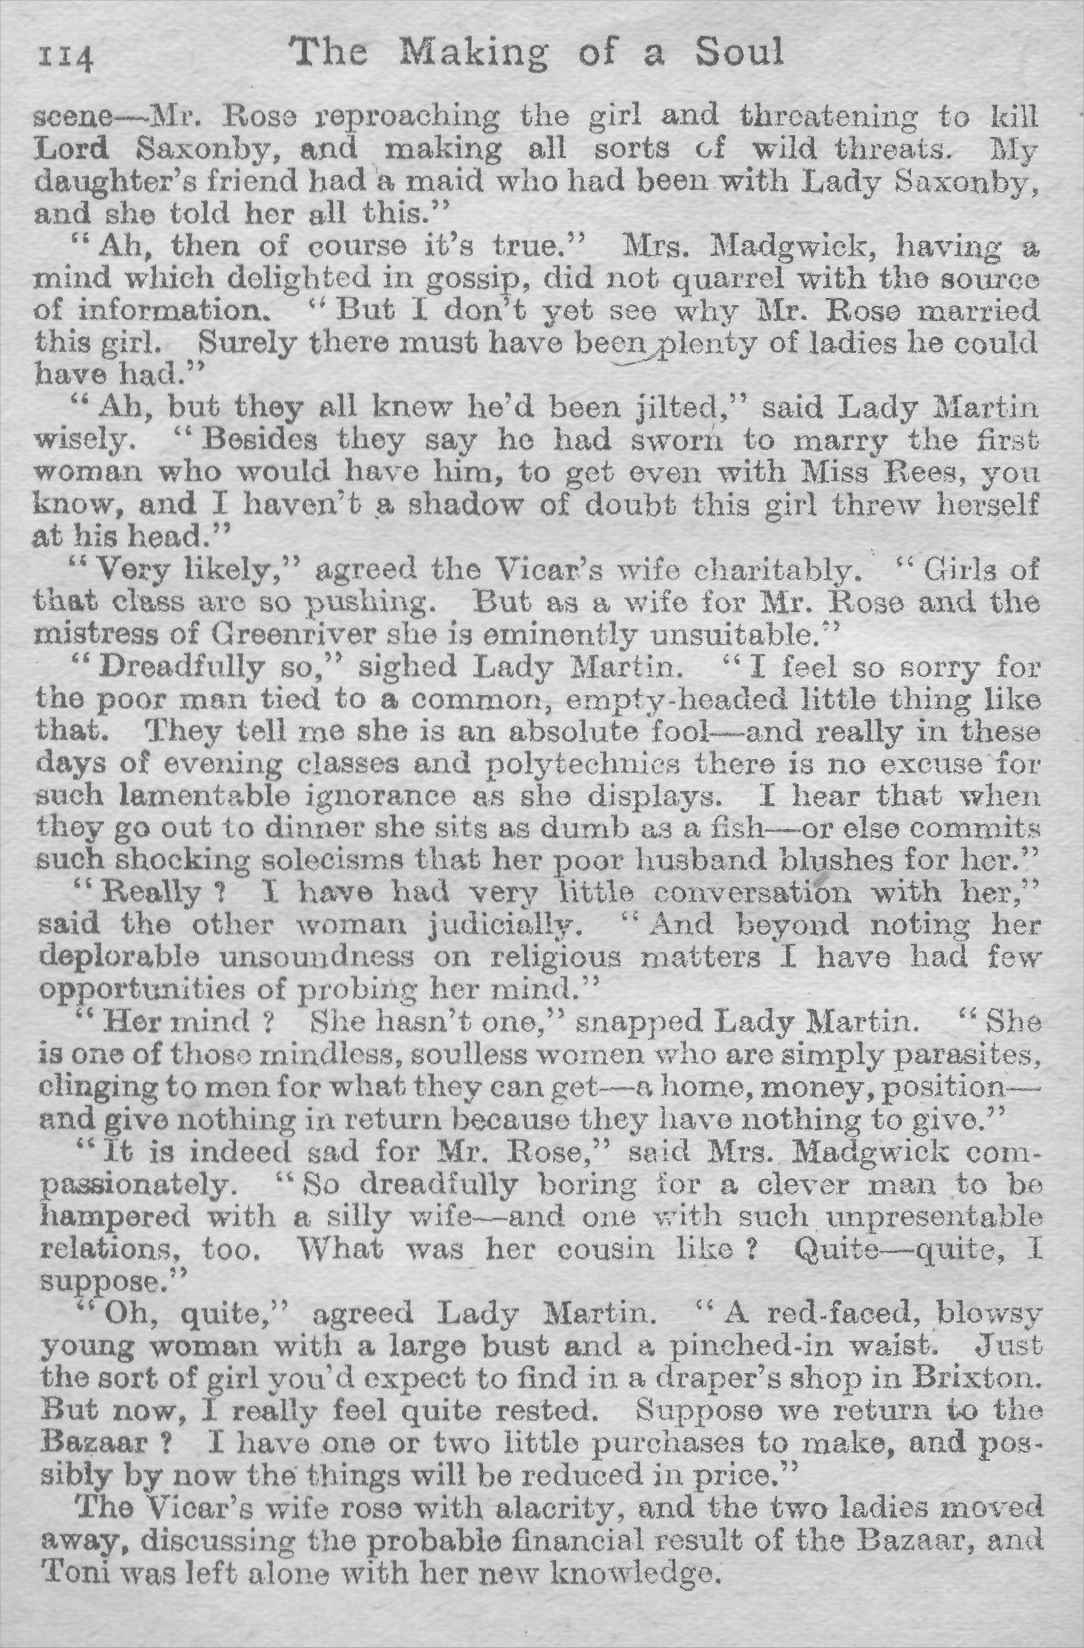 114 The Making of a Soul
scene—Mr. Rose reproaching the girl and threatening to kill
Lord Saxonby, and making all sorts of wild threats. My
daughter's friend had a maid who had been with Lady Saxonby,
and she told her all this."
"Ah, then of course it's true." Mrs. Madgwick, having a
mind which delighted in gossip, did not quarrel with the source
of information. "But I don't yet see why Mr. Rose married
this girl. Surely there must have been plenty of ladies he could
have had."
"Ah, but they all knew he'd been jilted," said Lady Martin
wisely. "Besides they say he had sworn to marry the first
woman who would have him, to get even with Miss Rees, you
know, and I haven't a shadow of doubt this girl threw herself
at his head."
"Very likely," agreed the Vicar's wife charitably. "Girls of
that class are so pushing. But as a wife for Mr. Rose and the
mistress of Greenriver she is eminently unsuitable."
"Dreadfully so," sighed Lady Martin. "I feel so sorry for
the poor man tied to a common, empty-headed little thing like
that. They tell me she is an absolute fool—and really in these
days of evening classes and polytechnics there is no excuse for
such lamentable ignorance as she displays. I hear that when
they go out to dinner she sits as dumb as a fish—or else commits
such shocking solecisms that her poor husband blushes for her."
"Really? I have had very little conversation with her,"
said the other woman judicially. "And beyond noting her
deplorable unsoundness on religious matters I have had few
opportunities of probing her mind."
"Her mind? She hasn't one," snapped Lady Martin. "She
is one of those mindless, soulless women who are simply parasites,
clinging to men for what they can get—a home, money, position—
and give nothing in return because they have nothing to give."
"It is indeed sad for Mr. Rose," said Mrs. Madgwick com-
passionately. "So dreadfully boring for a clever man to be
hampered with a silly wife—and one with such unpresentable
relations, too. What was her cousin like? Quite—quite, I
suppose."
"Oh, quite," agreed Lady Martin. "A red-faced, blowsy
young woman with a large bust and a pinched-in waist. Just
the sort of girl you'd expect to find in a draper's shop in Brixton.
But now, I really feel quite rested. Suppose we return to the
Bazaar? I have one or two little purchases to make, and pos-
sibly by now the things will be reduced in price."
The Vicar's wife rose with alacrity, and the two ladies moved
away, discussing the probable financial result of the Bazaar, and
Toni was left alone with her new knowledge.